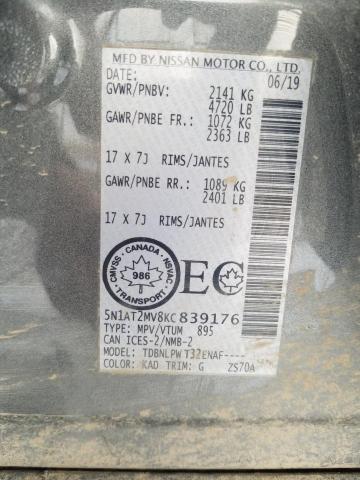 MFD BY NISSAN MOTOR CO., LTD.
DATE: 06/19
GVWR/PNBV: 2141 KG
4720 LB
GAWR/PNBE FR.: 1072 KG
2363 LB
17 X 7J RIMS/JANTES
GAWR/PNBE RR.: 1089 KG
2401 LB
17 X 7J RIMS/JANTES
CANADA
CMVSS NSVAC
986
TRANSPORT
EC
5N1AT2MV8KC839176
TYPE: MPV/VTUM 895
CAN ICES-2/NMB-2
MODEL: TDBNLPWT32ENAF----
COLOR: KAD TRIM: G ZS70A